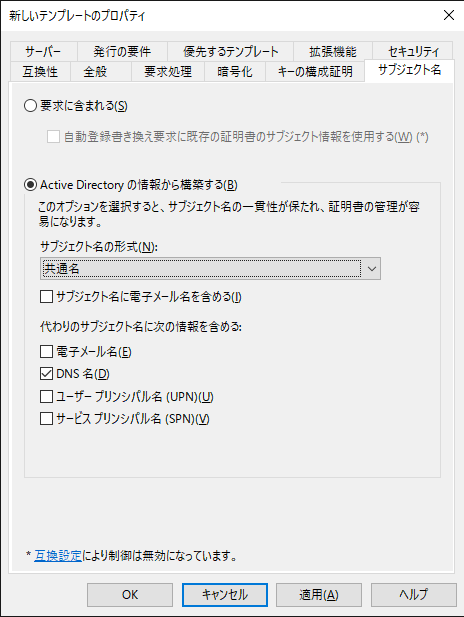 新しいテンプレートのプロパティ
サーバー 発行の要件 優先するテンプレート 拡張機能 セキュリティ
互換性 全般 要求処理 暗号化 キーの構成証明 サブジェクト名
要求に含まれる(S)
自動登録書き換え要求に既存の証明書のサブジェクト情報を使用する(W) (*)
Active Directory の情報から構築する(B)
このオプションを選択すると、サブジェクト名の一貫性が保たれ、証明書の管理が容
易になります。
サブジェクト名の形式(N):
共通名
サブジェクト名に電子メール名を含める(I)
代わりのサブジェクト名に次の情報を含める:
電子メール名(E)
DNS 名(D)
ユーザー プリンシパル名 (UPN)(U)
サービス プリンシパル名 (SPN)(V)
* 互換設定により制御は無効になっています。
OK キャンセル 適用(A) ヘルプ